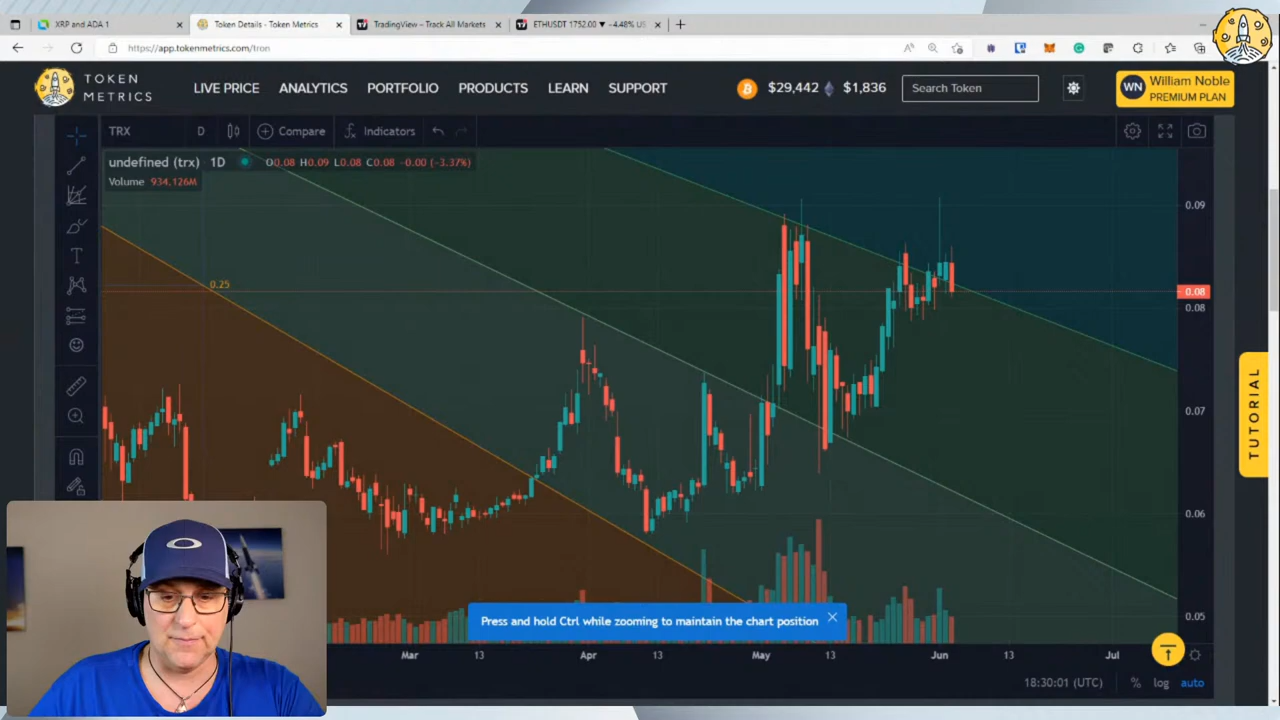 XRP and ADA 1
Token Details - Token Metrics
TradingView – Track All Markets
ETHUSDT 1752.00 ▼ -4.48% US
https://app.tokenmetrics.com/tron
TOKEN
METRICS
LIVE PRICE ANALYTICS PORTFOLIO PRODUCTS LEARN SUPPORT
$29,442 $1,836
Search Token
WN
William Noble
PREMIUM PLAN
TRX D Compare Indicators
undefined (trx) 1D O0.08 H0.09 L0.08 C0.08 -0.00 (-3.37%)
Volume 934.126M
0.09
0.25
0.08
0.08
0.07
0.06
0.05
TUTORIAL
Press and hold Ctrl while zooming to maintain the chart position
Mar 13 Apr 13 May 13 Jun 13 Jul
18:30:01 (UTC) % log auto